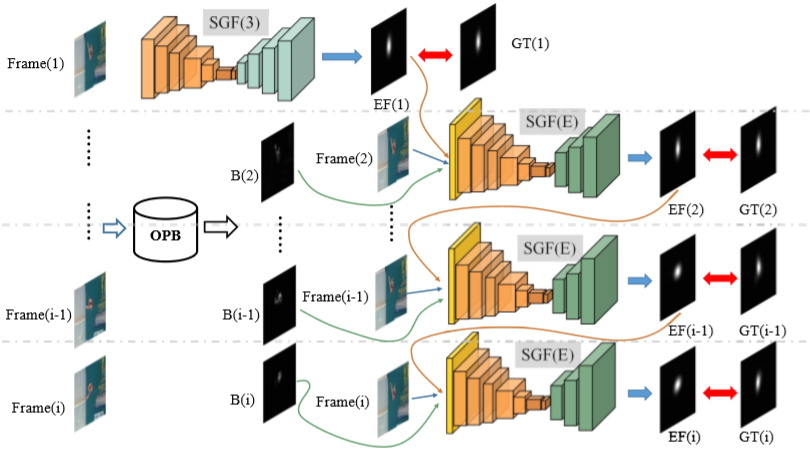 SGF(3)
Frame(1)
EF(1)
GT(1)
SGF(E)
B(2)
Frame(2)
EF(2)
GT(2)
OPB
SGF(E)
Frame(i-1)
B(i-1)
Frame(i-1)
EF(i-1)
GT(i-1)
SGF(E)
Frame(i)
B(i)
Frame(i)
EF(i)
GT(i)